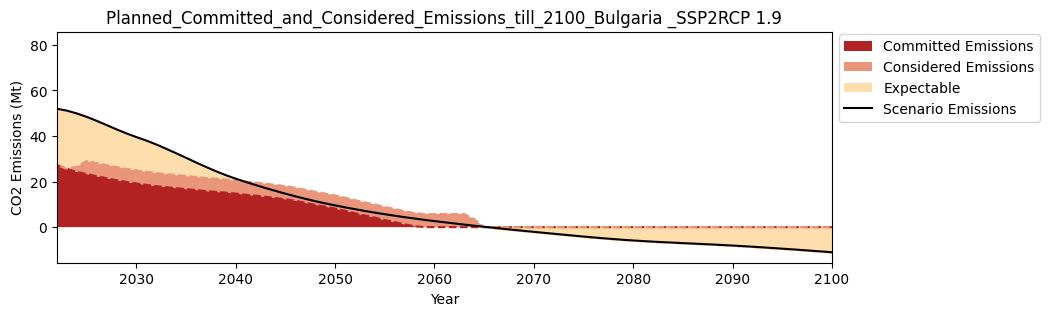 Planned_Committed_and_Considered_Emissions_till_2100_Bulgaria _SSP2RCP 1.9
80
60
40
20
0
CO2 Emissions (Mt)
2030 2040 2050 2060 2070 2080 2090 2100
Year
Committed Emissions
Considered Emissions
Expectable
Scenario Emissions